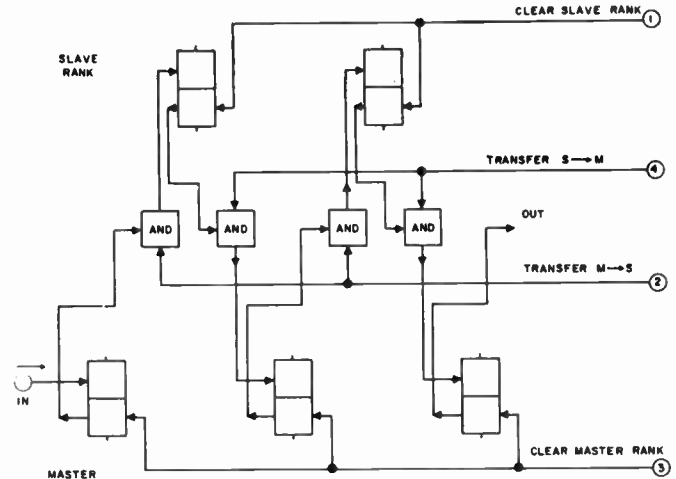 CLEAR SLAVE RANK 1
SLAVE
RANK
TRANSFER S→M 4
AND AND AND AND
OUT
TRANSFER M→S 2
IN
CLEAR MASTER RANK 3
MASTER